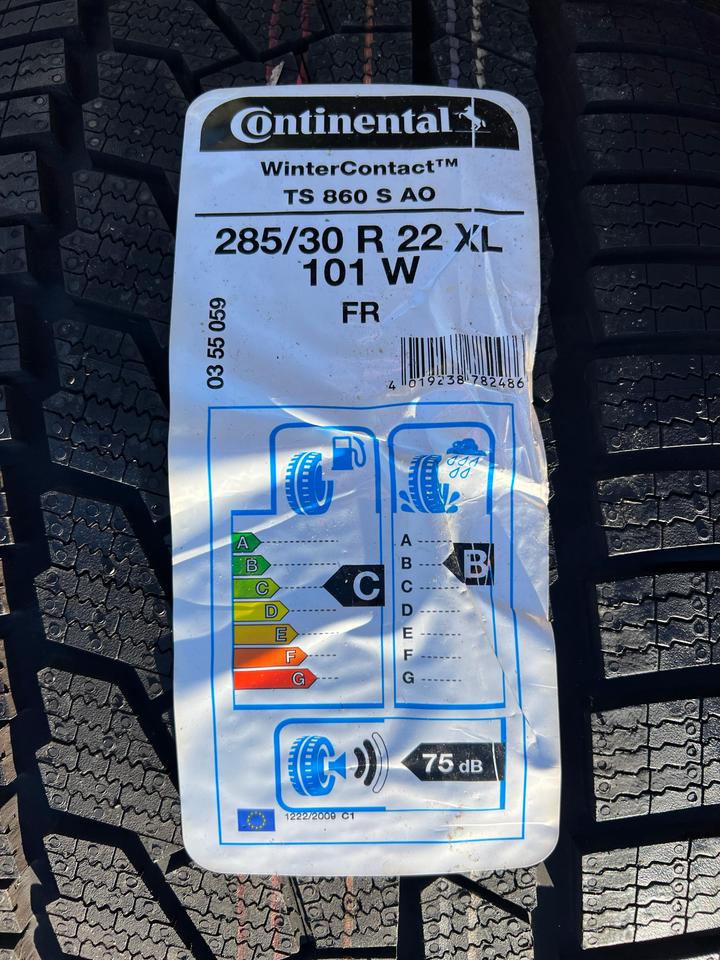 Continental
WinterContact™
TS 860 S AO
285/30 R 22 XL
101 W
FR
03 55 059
4 019238 782486
A
B
C
D
E
F
G
C
A
B
C
D
E
F
G
B
75 dB
1222/2009 C1